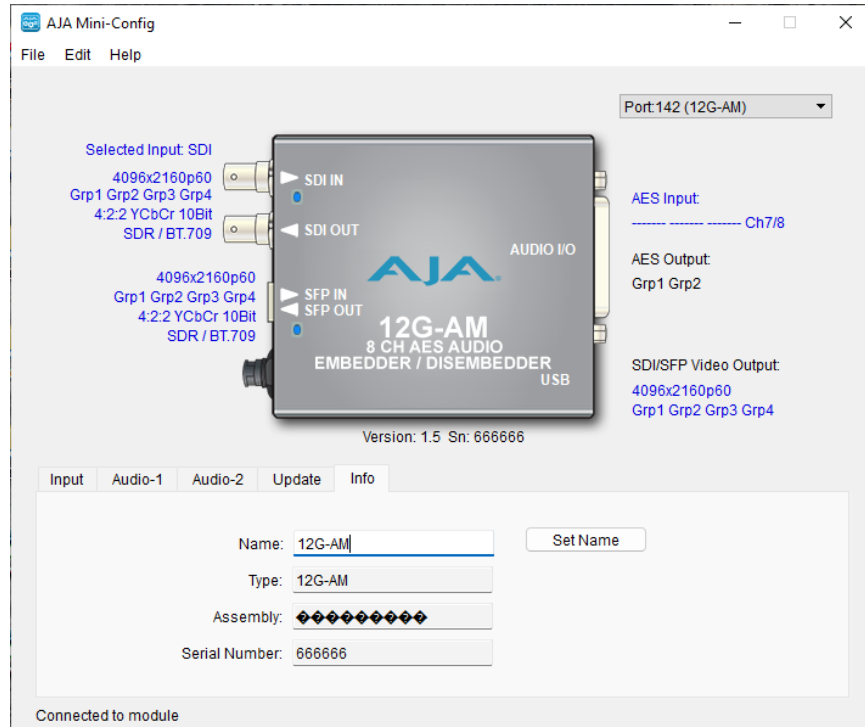 AJA Mini-Config
File Edit Help
Port:142 (12G-AM)
Selected Input: SDI
4096x2160p60
Grp1 Grp2 Grp3 Grp4
4:2:2 YCbCr 10Bit
SDR / BT.709
4096x2160p60
Grp1 Grp2 Grp3 Grp4
4:2:2 YCbCr 10Bit
SDR / BT.709
SDI IN
SDI OUT
AUDIO I/O
AJA
SFP IN
SFP OUT
12G-AM
8 CH AES AUDIO
EMBEDDER / DISEMBEDDER
USB
AES Input:
------- ------- ------- Ch7/8
AES Output:
Grp1 Grp2
SDI/SFP Video Output:
4096x2160p60
Grp1 Grp2 Grp3 Grp4
Version: 1.5 Sn: 666666
Input Audio-1 Audio-2 Update Info
Name: 12G-AM Set Name
Type: 12G-AM
Assembly: ���������
Serial Number: 666666
Connected to module